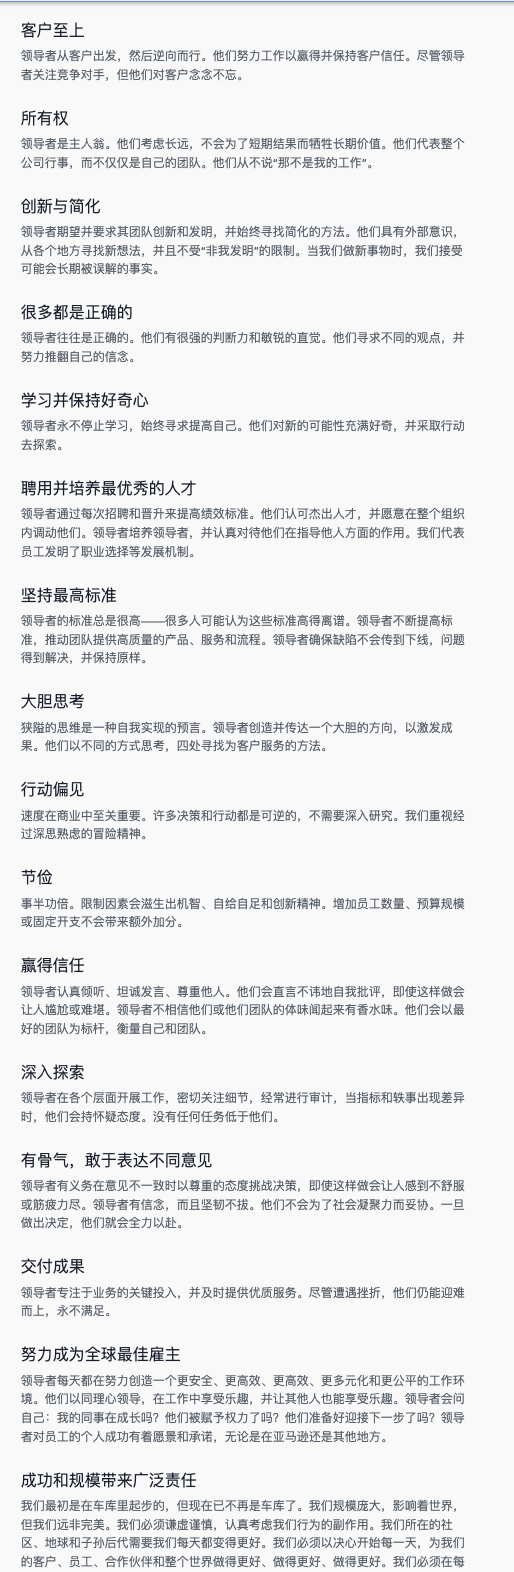 客户至上
领导者从客户出发，然后逆向而行。他们努力工作以赢得并保持客户信任。尽管领导
者关注竞争对手，但他们对客户念念不忘。
所有权
领导者是主人翁。他们考虑长远，不会为了短期结果而牺牲长期价值。他们代表整个
公司行事，而不仅仅是自己的团队。他们从不说“那不是我的工作”。
创新与简化
领导者期望并要求其团队创新和发明，并始终寻找简化的方法。他们具有外部意识，
从各个地方寻找新想法，并且不受“非我发明”的限制。当我们做新事物时，我们接受
可能会长期被误解的事实。
很多都是正确的
领导者往往是正确的。他们有很强的判断力和敏锐的直觉。他们寻求不同的观点，并
努力推翻自己的信念。
学习并保持好奇心
领导者永不停止学习，始终寻求提高自己。他们对新的可能性充满好奇，并采取行动
去探索。
聘用并培养最优秀的人才
领导者通过每次招聘和晋升来提高绩效标准。他们认可杰出人才，并愿意在整个组织
内调动他们。领导者培养领导者，并认真对待他们在指导他人方面的作用。我们代表
员工发明了职业选择等发展机制。
坚持最高标准
领导者的标准总是很高——很多人可能认为这些标准高得离谱。领导者不断提高标
准，推动团队提供高质量的产品、服务和流程。领导者确保缺陷不会传到下线，问题
得到解决，并保持原样。
大胆思考
狭隘的思维是一种自我实现的预言。领导者创造并传达一个大胆的方向，以激发成
果。他们以不同的方式思考，四处寻找为客户服务的方法。
行动偏见
速度在商业中至关重要。许多决策和行动都是可逆的，不需要深入研究。我们重视经
过深思熟虑的冒险精神。
节俭
事半功倍。限制因素会滋生出机智、自给自足和创新精神。增加员工数量、预算规模
或固定开支不会带来额外加分。
赢得信任
领导者认真倾听、坦诚发言、尊重他人。他们会直言不讳地自我批评，即使这样做会
让人尴尬或难堪。领导者不相信他们或他们团队的体味闻起来有香水味。他们会以最
好的团队为标杆，衡量自己和团队。
深入探索
领导者在各个层面开展工作，密切关注细节，经常进行审计，当指标和轶事出现差异
时，他们会持怀疑态度。没有任何任务低于他们。
有骨气，敢于表达不同意见
领导者有义务在意见不一致时以尊重的态度挑战决策，即使这样做会让人感到不舒服
或筋疲力尽。领导者有信念，而且坚韧不拔。他们不会为了社会凝聚力而妥协。一旦
做出决定，他们就会全力以赴。
交付成果
领导者专注于业务的关键投入，并及时提供优质服务。尽管遭遇挫折，他们仍能迎难
而上，永不满足。
努力成为全球最佳雇主
领导者每天都在努力创造一个更安全、更高效、更高效、更多元化和更公平的工作环
境。他们以同理心领导，在工作中享受乐趣，并让其他人也能享受乐趣。领导者会问
自己：我的同事在成长吗？他们被赋予权力了吗？他们准备好迎接下一步了吗？领导
者对员工的个人成功有着愿景和承诺，无论是在亚马逊还是其他地方。
成功和规模带来广泛责任
我们最初是在车库里起步的，但现在已不再是车库了。我们规模庞大，影响着世界，
但我们远非完美。我们必须谦虚谨慎，认真考虑我们行为的副作用。我们所在的社
区、地球和子孙后代需要我们每天都变得更好。我们必须以决心开始每一天，为我们
的客户、员工、合作伙伴和整个世界做得更好、做得更好、做得更好。我们必须在每